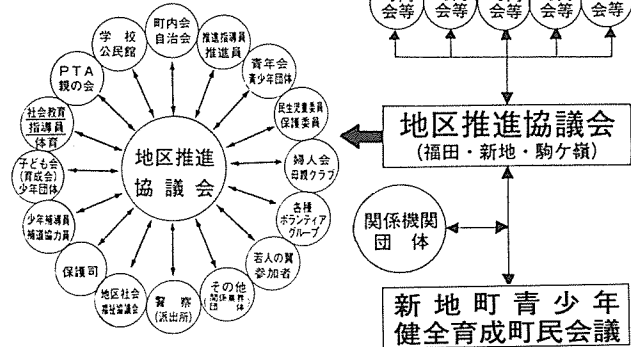 町内会
自治会
推進指導員
推進員
青年会
青少年団体
民生児童委員
保護委員
婦人会
母親クラブ
各種
ボランティア
グループ
若人の翼
参加者
その他
関係業界
団体
警察
(派出所)
地区社会
福祉協議会
保護司
少年補導員
補道協力員
子ども会
(育成会)
少年団体
社会教育
指導員
体育
PTA
親の会
学校
公民館
地区推進
協議会
会等
会等
会等
会等
会等
地区推進協議会
(福田・新地・駒ケ嶺)
関係機関
団体
新地町青少年
健全育成町民会議